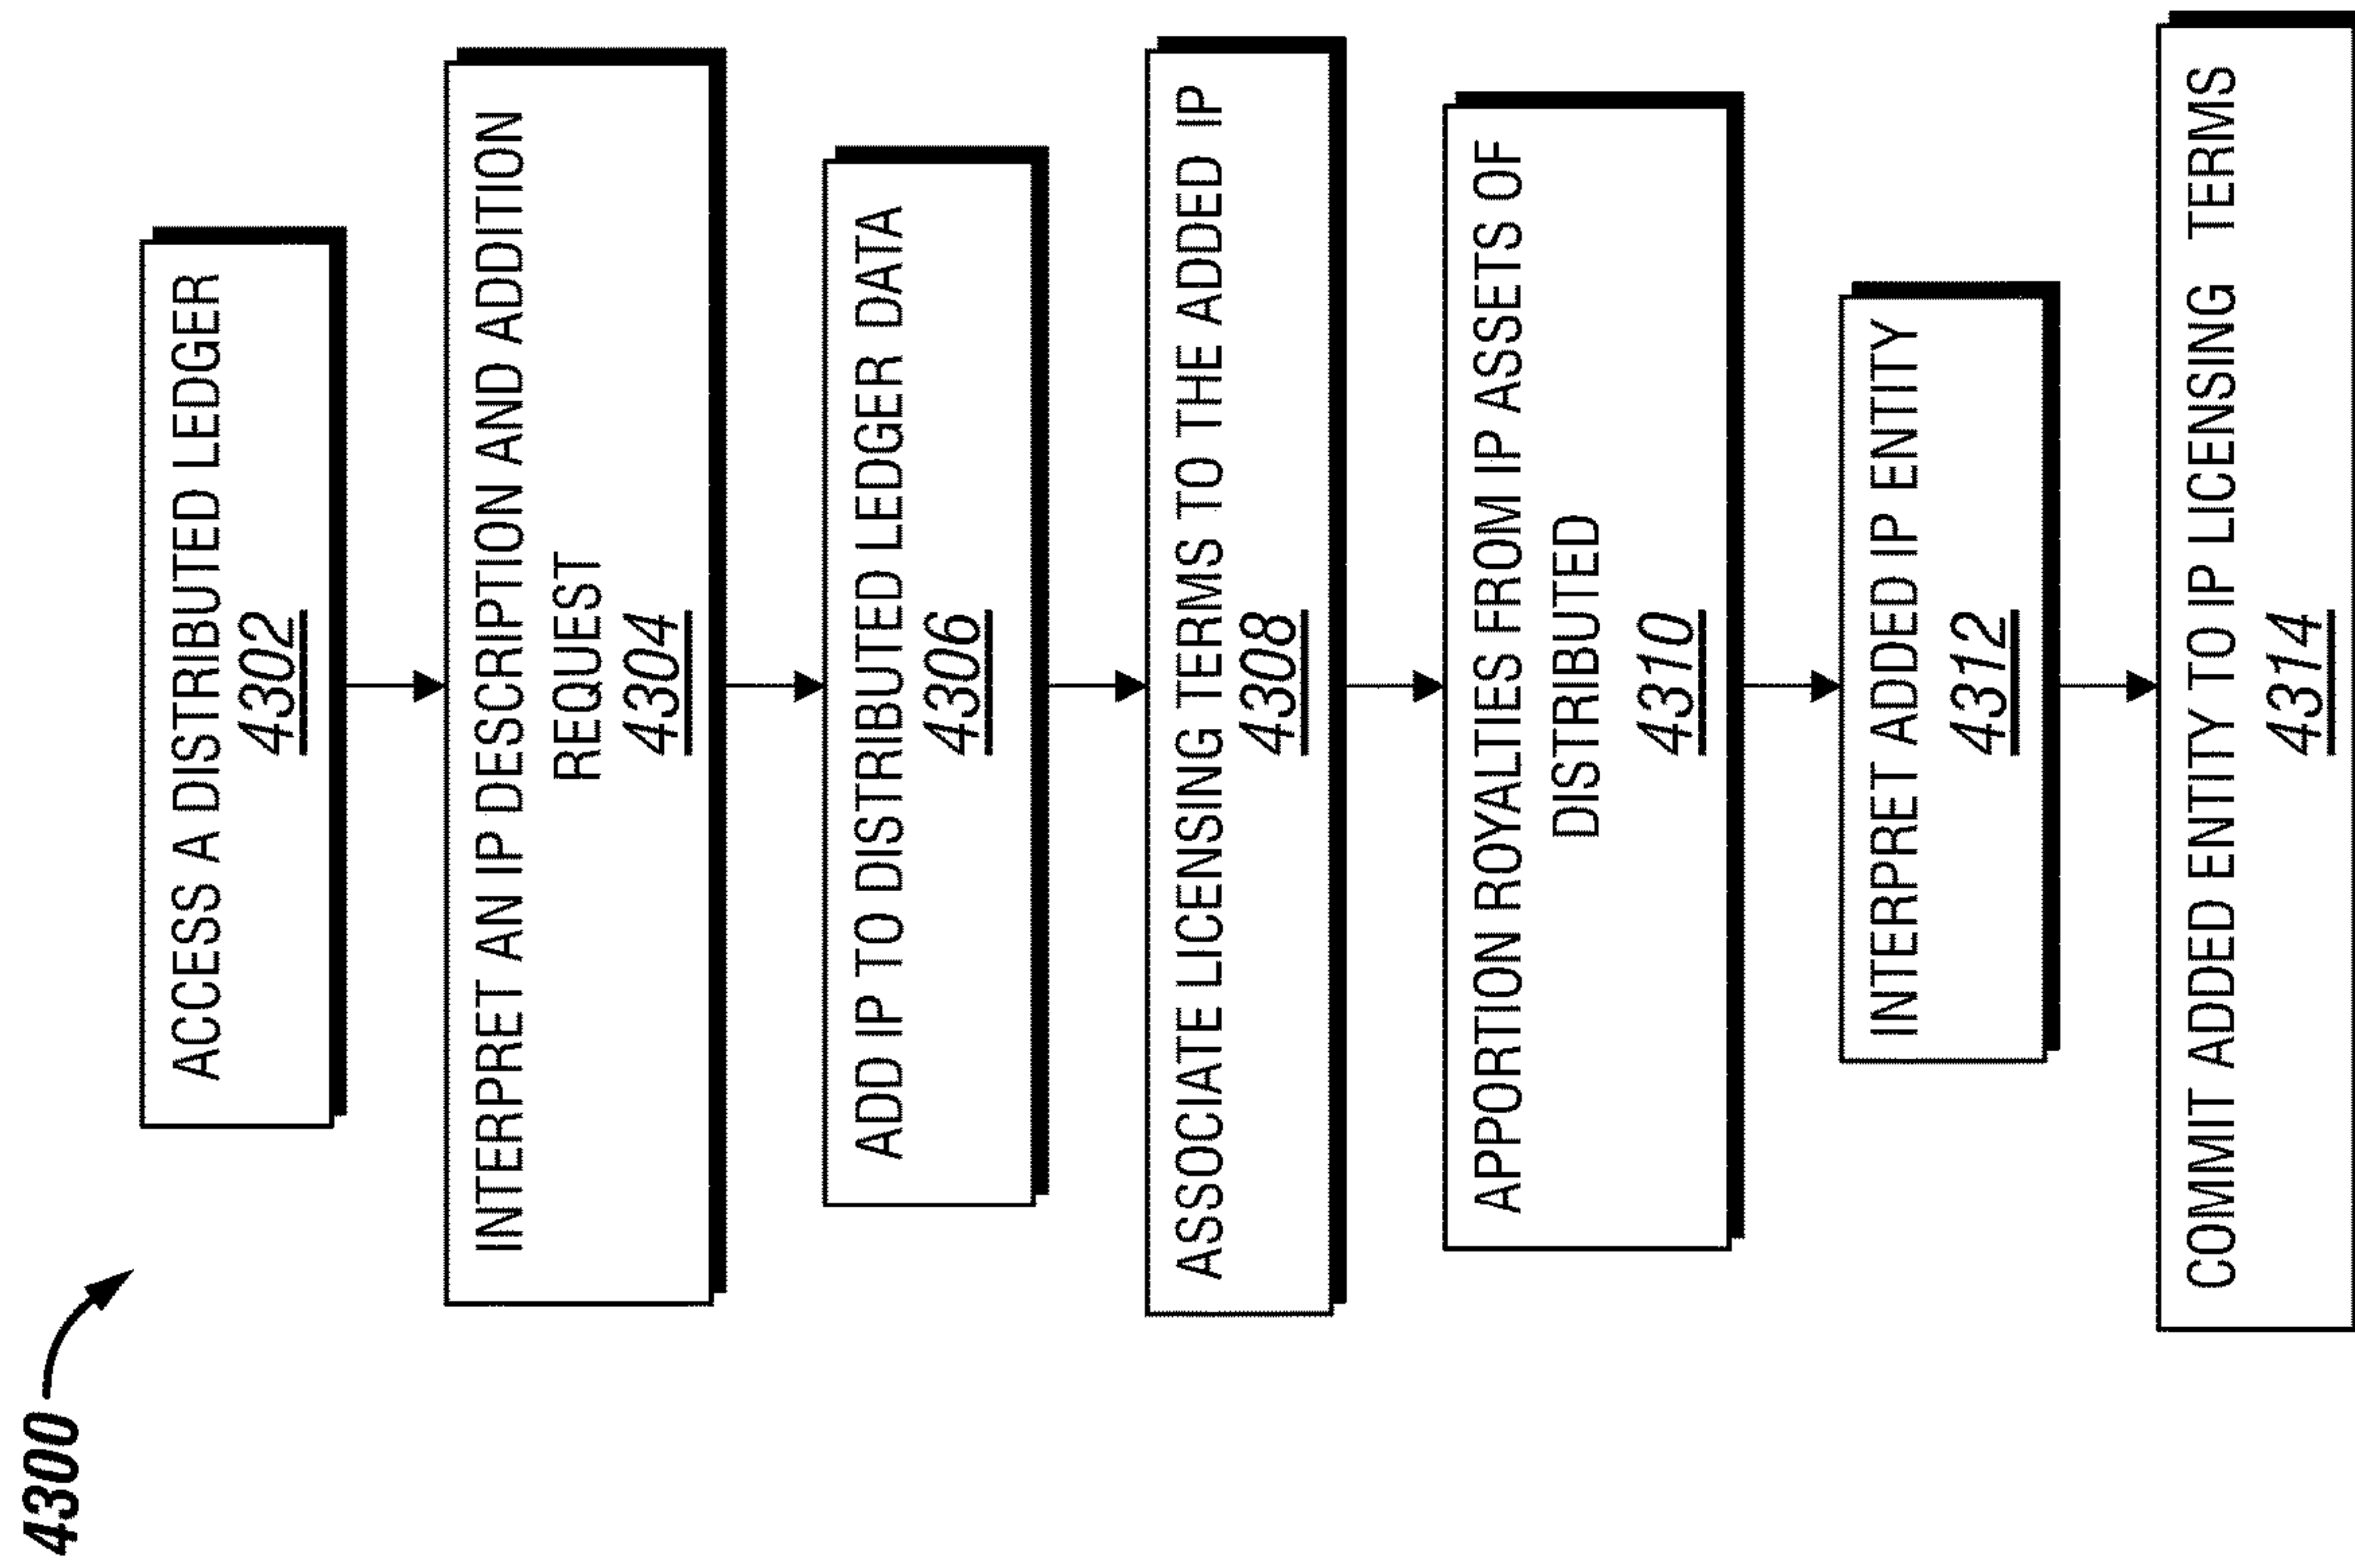 4300
ACCESS A DISTRIBUTED LEDGER
4302
INTERPRET AN IP DESCRIPTION AND ADDITION
REQUEST
4304
ADD IP TO DISTRIBUTED LEDGER DATA
4306
ASSOCIATE LICENSING TERMS TO THE ADDED IP
4308
APPORTION ROYALTIES FROM IP ASSETS OF
DISTRIBUTED
4310
INTERPRET ADDED IP ENTITY
4312
COMMIT ADDED ENTITY TO IP LICENSING TERMS
4314